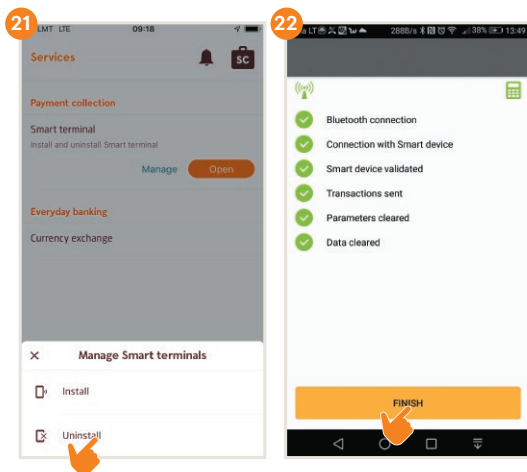 21
LMT LTE 09:18
Services
SC
Payment collection
Smart terminal
Install and uninstall Smart terminal
Manage Open
Everyday banking
Currency exchange
× Manage Smart terminals
Install
Uninstall
22
LT 288B/s 38% 13:49
Bluetooth connection
Connection with Smart device
Smart device validated
Transactions sent
Parameters cleared
Data cleared
FINISH